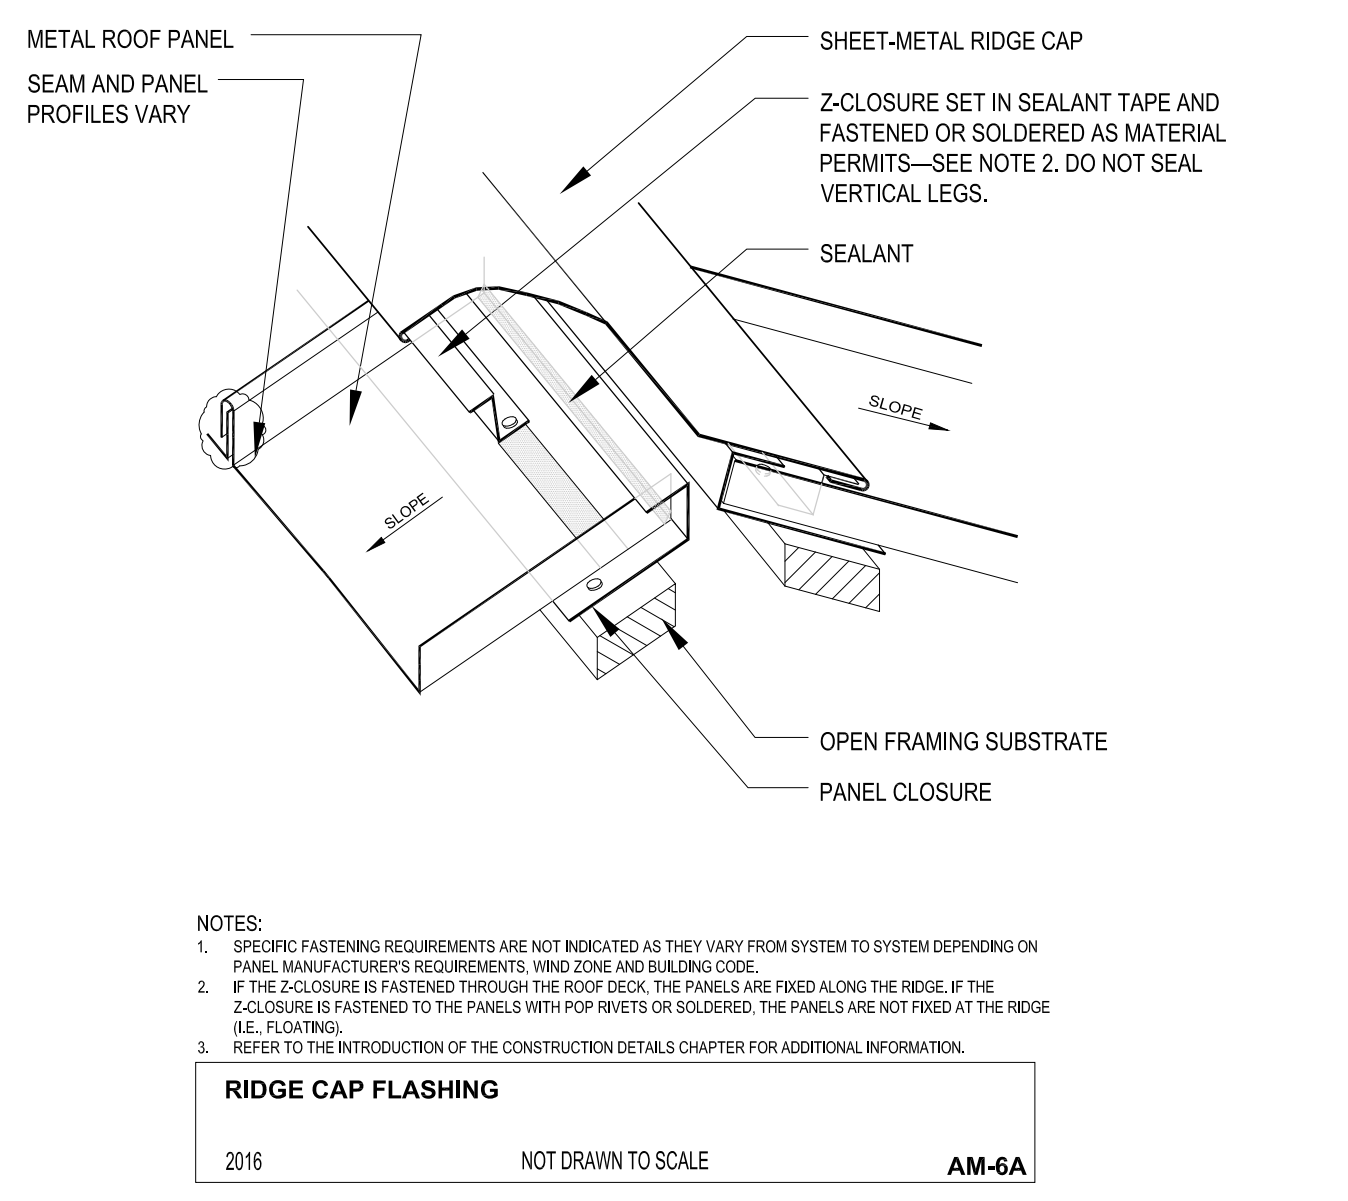 METAL ROOF PANEL
SEAM AND PANEL
PROFILES VARY
SHEET-METAL RIDGE CAP
Z-CLOSURE SET IN SEALANT TAPE AND
FASTENED OR SOLDERED AS MATERIAL
PERMITS—SEE NOTE 2. DO NOT SEAL
VERTICAL LEGS.
SEALANT
SLOPE
SLOPE
OPEN FRAMING SUBSTRATE
PANEL CLOSURE
NOTES:
1. SPECIFIC FASTENING REQUIREMENTS ARE NOT INDICATED AS THEY VARY FROM SYSTEM TO SYSTEM DEPENDING ON
PANEL MANUFACTURER'S REQUIREMENTS, WIND ZONE AND BUILDING CODE.
2. IF THE Z-CLOSURE IS FASTENED THROUGH THE ROOF DECK, THE PANELS ARE FIXED ALONG THE RIDGE. IF THE
Z-CLOSURE IS FASTENED TO THE PANELS WITH POP RIVETS OR SOLDERED, THE PANELS ARE NOT FIXED AT THE RIDGE
(I.E., FLOATING).
3. REFER TO THE INTRODUCTION OF THE CONSTRUCTION DETAILS CHAPTER FOR ADDITIONAL INFORMATION.
RIDGE CAP FLASHING
2016 NOT DRAWN TO SCALE AM-6A